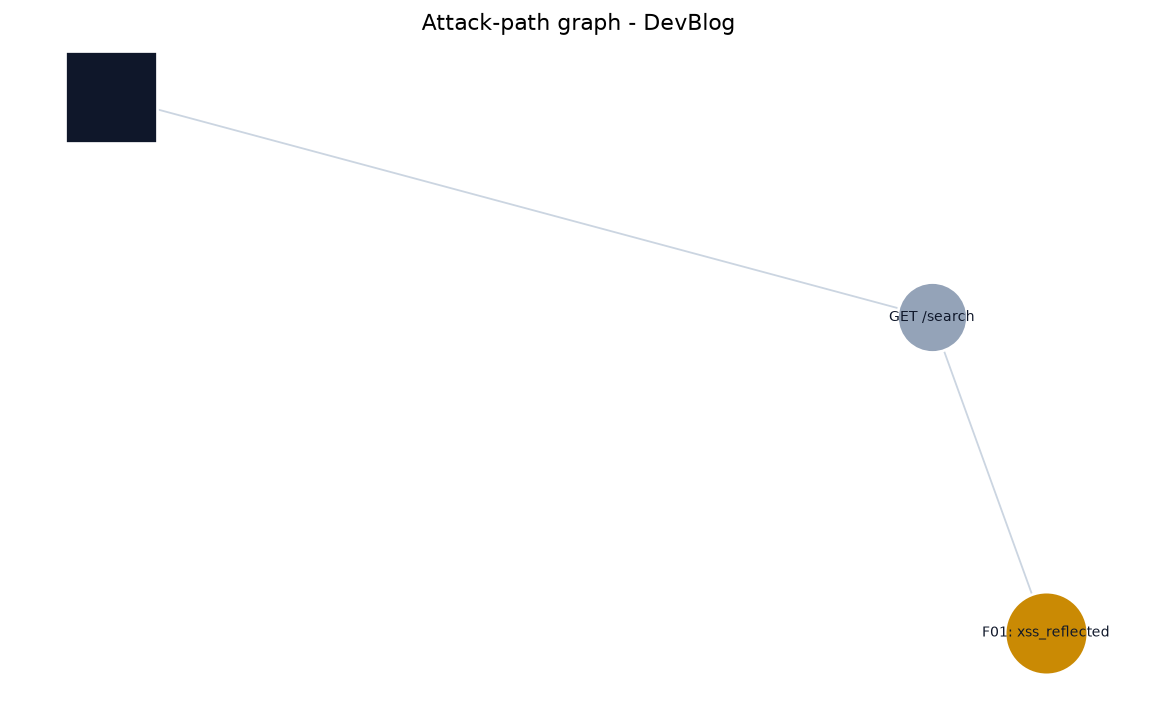 Attack-path graph - DevBlog
GET /search
F01: xss_reflected